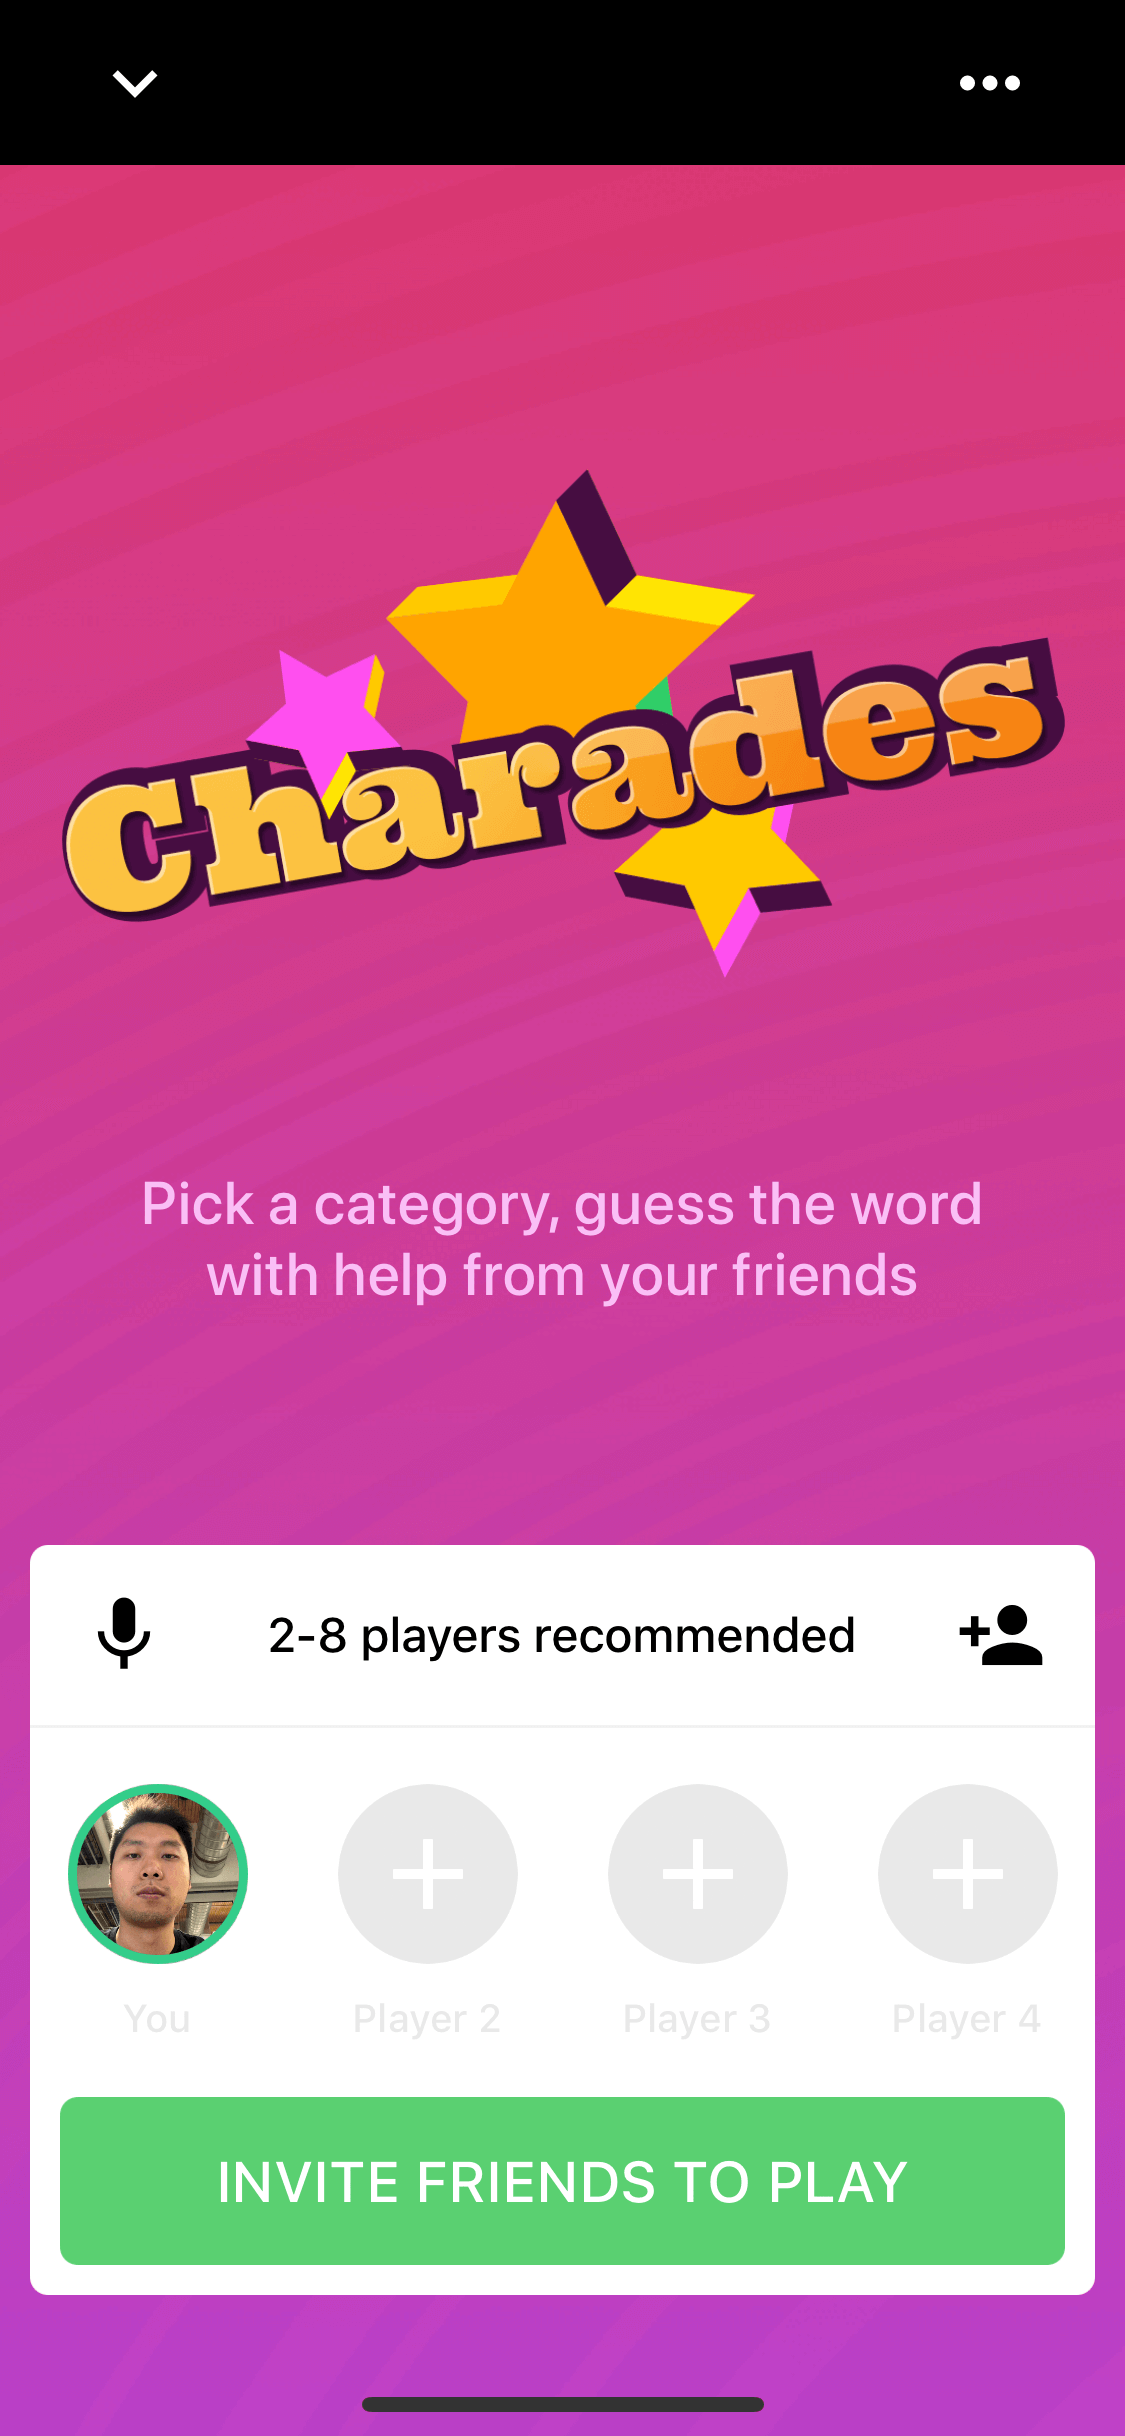 Charades
Pick a category, guess the word
with help from your friends
2-8 players recommended
You
Player 2
Player 3
Player 4
INVITE FRIENDS TO PLAY